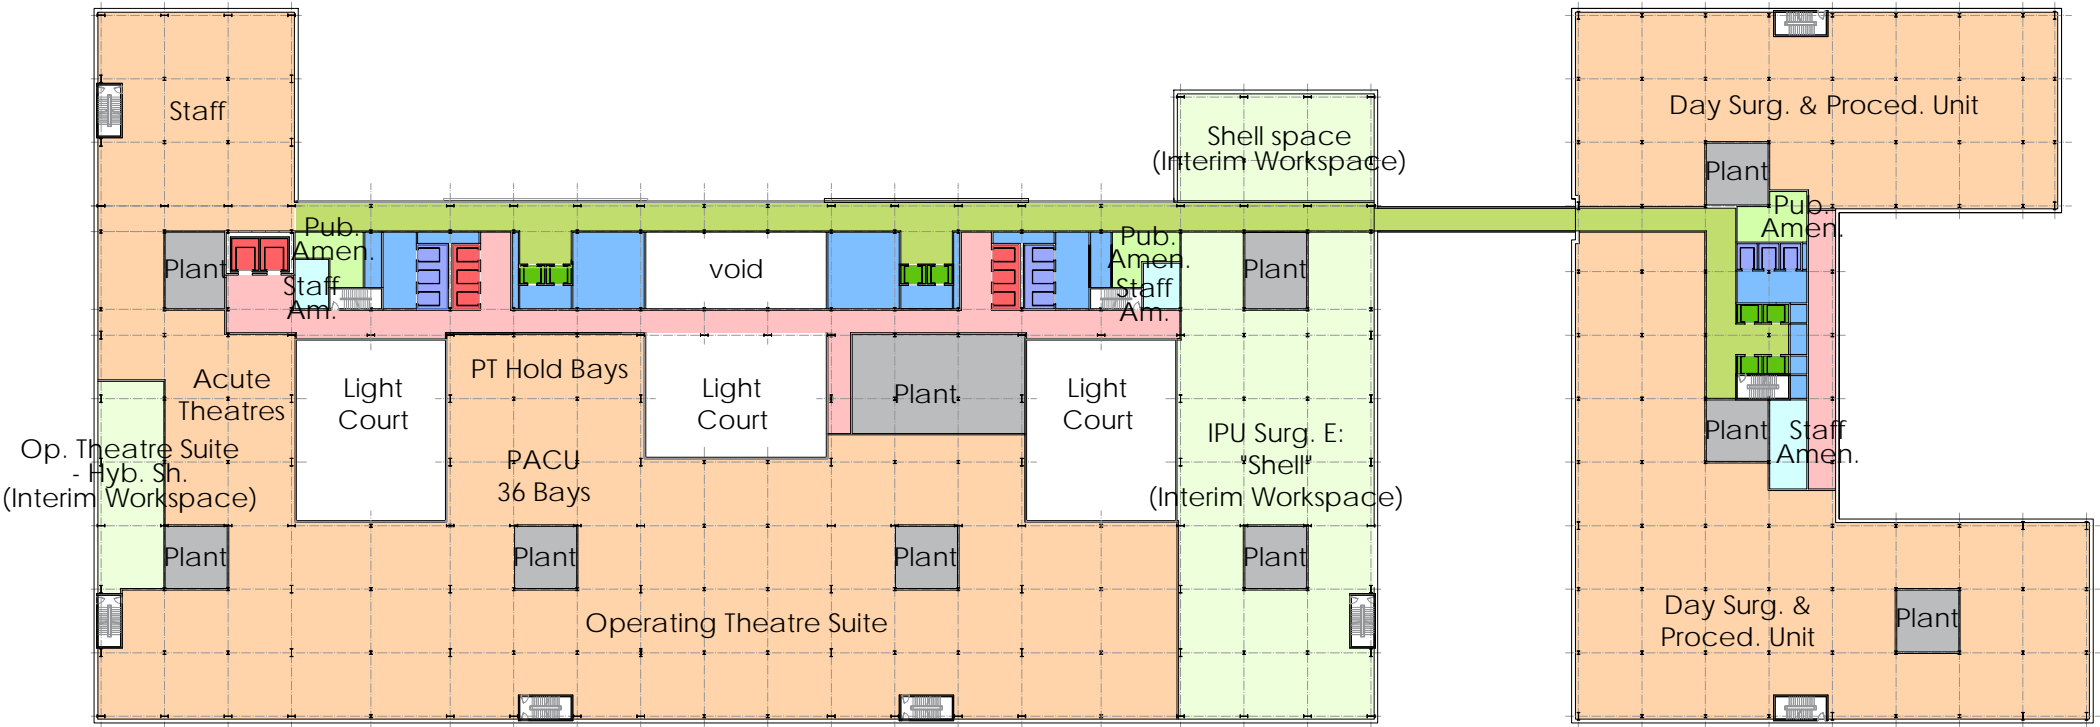 Staff
Shell space
(Interim Workspace)
Day Surg. & Proced. Unit
Plant
Pub.
Amen.
Pub.
Amen.
Plant
Staff
Am.
void
Pub.
Amen.
Staff
Am.
Plant
Acute
Theatres
Light
Court
PT Hold Bays
Light
Court
Plant
Light
Court
Op. Theatre Suite
- Hyb. Sh.
(Interim Workspace)
PACU
36 Bays
IPU Surg. E:
"Shell"
(Interim Workspace)
Plant
Staff
Amen.
Plant
Plant
Plant
Plant
Operating Theatre Suite
Day Surg. &
Proced. Unit
Plant